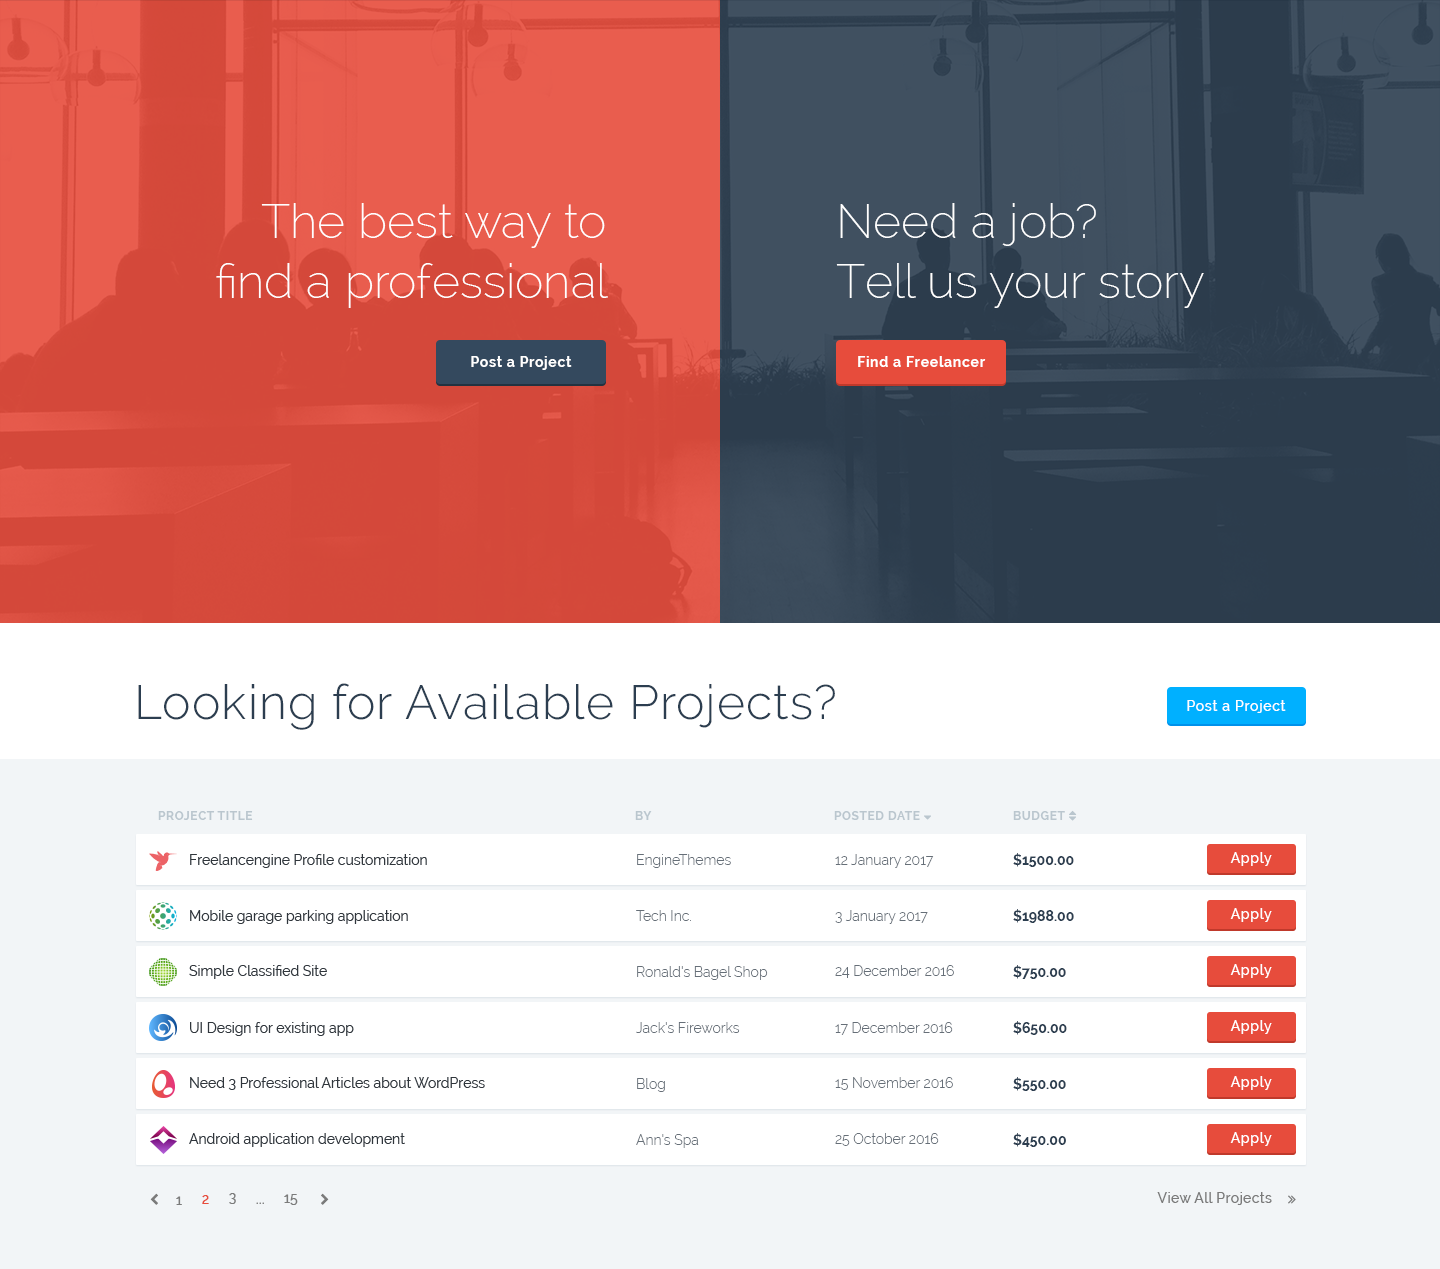 The best way to
find a professional
Post a Project
Need a job?
Tell us your story
Find a Freelancer
Looking for Available Projects?
Post a Project
PROJECT TITLE BY POSTED DATE BUDGET
Freelancengine Profile customization EngineThemes 12 January 2017 $1500.00 Apply
Mobile garage parking application Tech Inc. 3 January 2017 $1988.00 Apply
Simple Classified Site Ronald's Bagel Shop 24 December 2016 $750.00 Apply
UI Design for existing app Jack's Fireworks 17 December 2016 $650.00 Apply
Need 3 Professional Articles about WordPress Blog 15 November 2016 $550.00 Apply
Android application development Ann's Spa 25 October 2016 $450.00 Apply
1 2 3 ... 15 View All Projects »